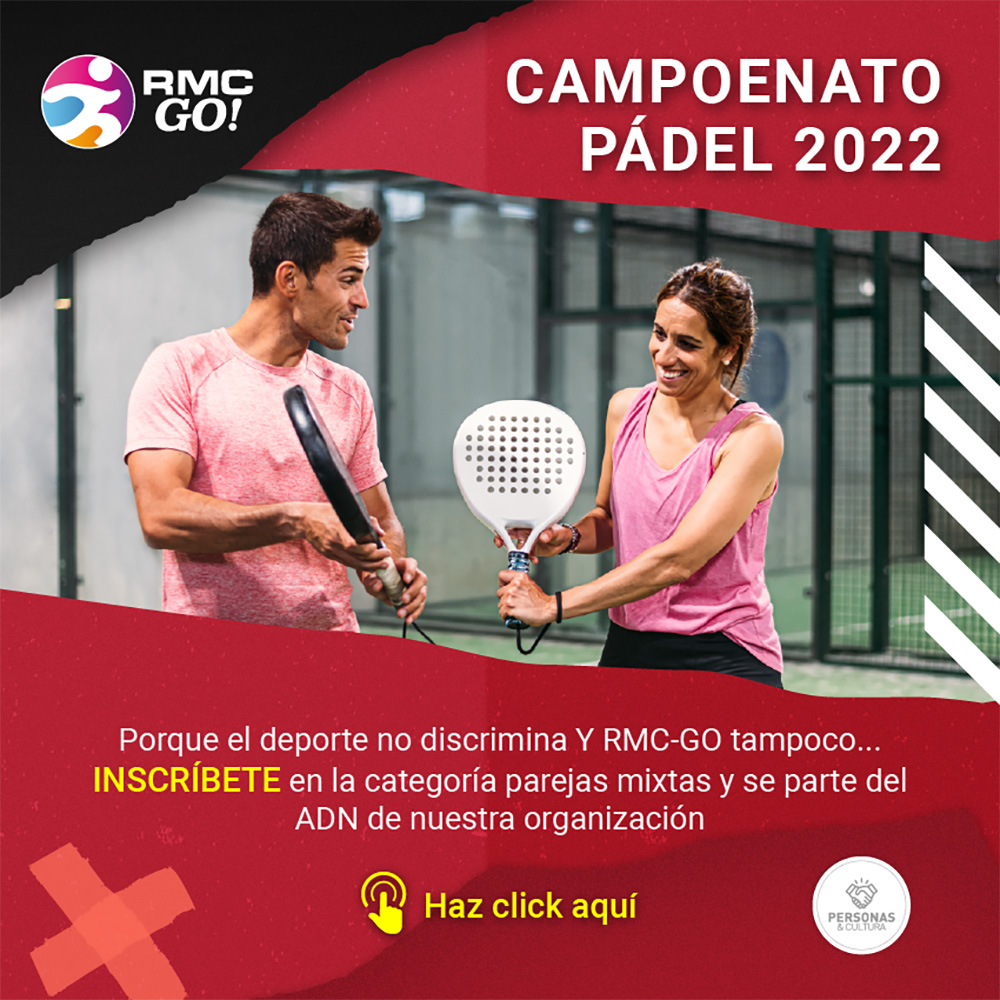 RMC
GO!
CAMPOENATO
PÁDEL 2022
Porque el deporte no discrimina Y RMC-GO tampoco...
INSCRÍBETE en la categoría parejas mixtas y se parte del
ADN de nuestra organización
Haz click aquí
PERSONAS
&CULTURA